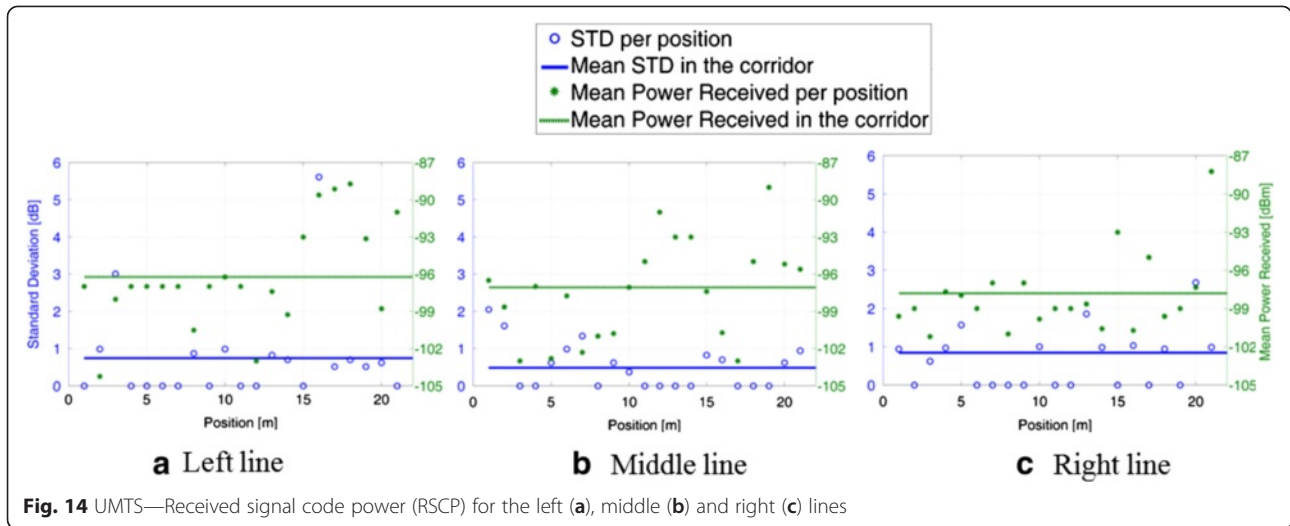 STD per position
Mean STD in the corridor
Mean Power Received per position
Mean Power Received in the corridor
Standard Deviation [dB]
6
5
4
3
2
1
0
-87
-90
-93
-96
-99
-102
-105
0 5 10 15 20
Position [m]
6
5
4
3
2
1
0
-87
-90
-93
-96
-99
-102
-105
0 5 10 15 20
Position [m]
6
5
4
3
2
1
0
-87
-90
-93
-96
-99
-102
-105
0 5 10 15 20
Position [m]
Mean Power Received [dBm]
a Left line
b Middle line
c Right line
Fig. 14 UMTS—Received signal code power (RSCP) for the left (a), middle (b) and right (c) lines